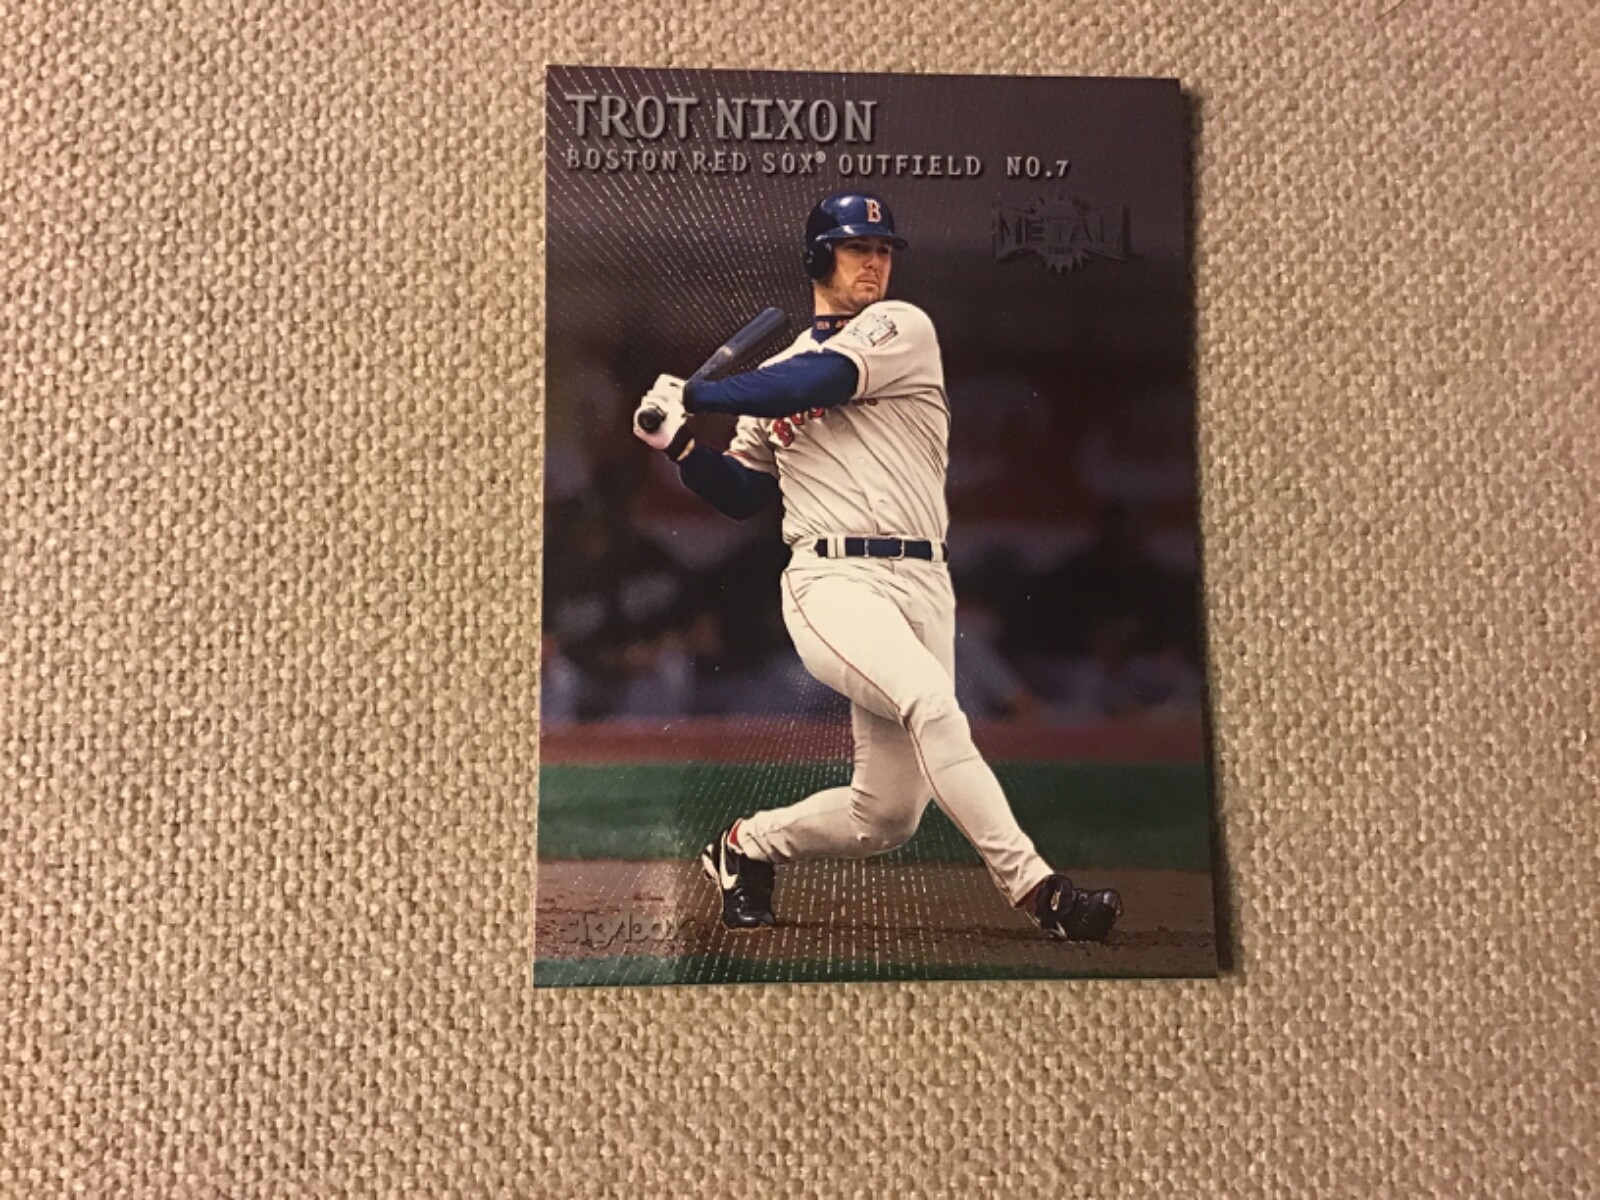 TROT NIXON
BOSTON RED SOX® OUTFIELD NO.7
B
METAL
skybox